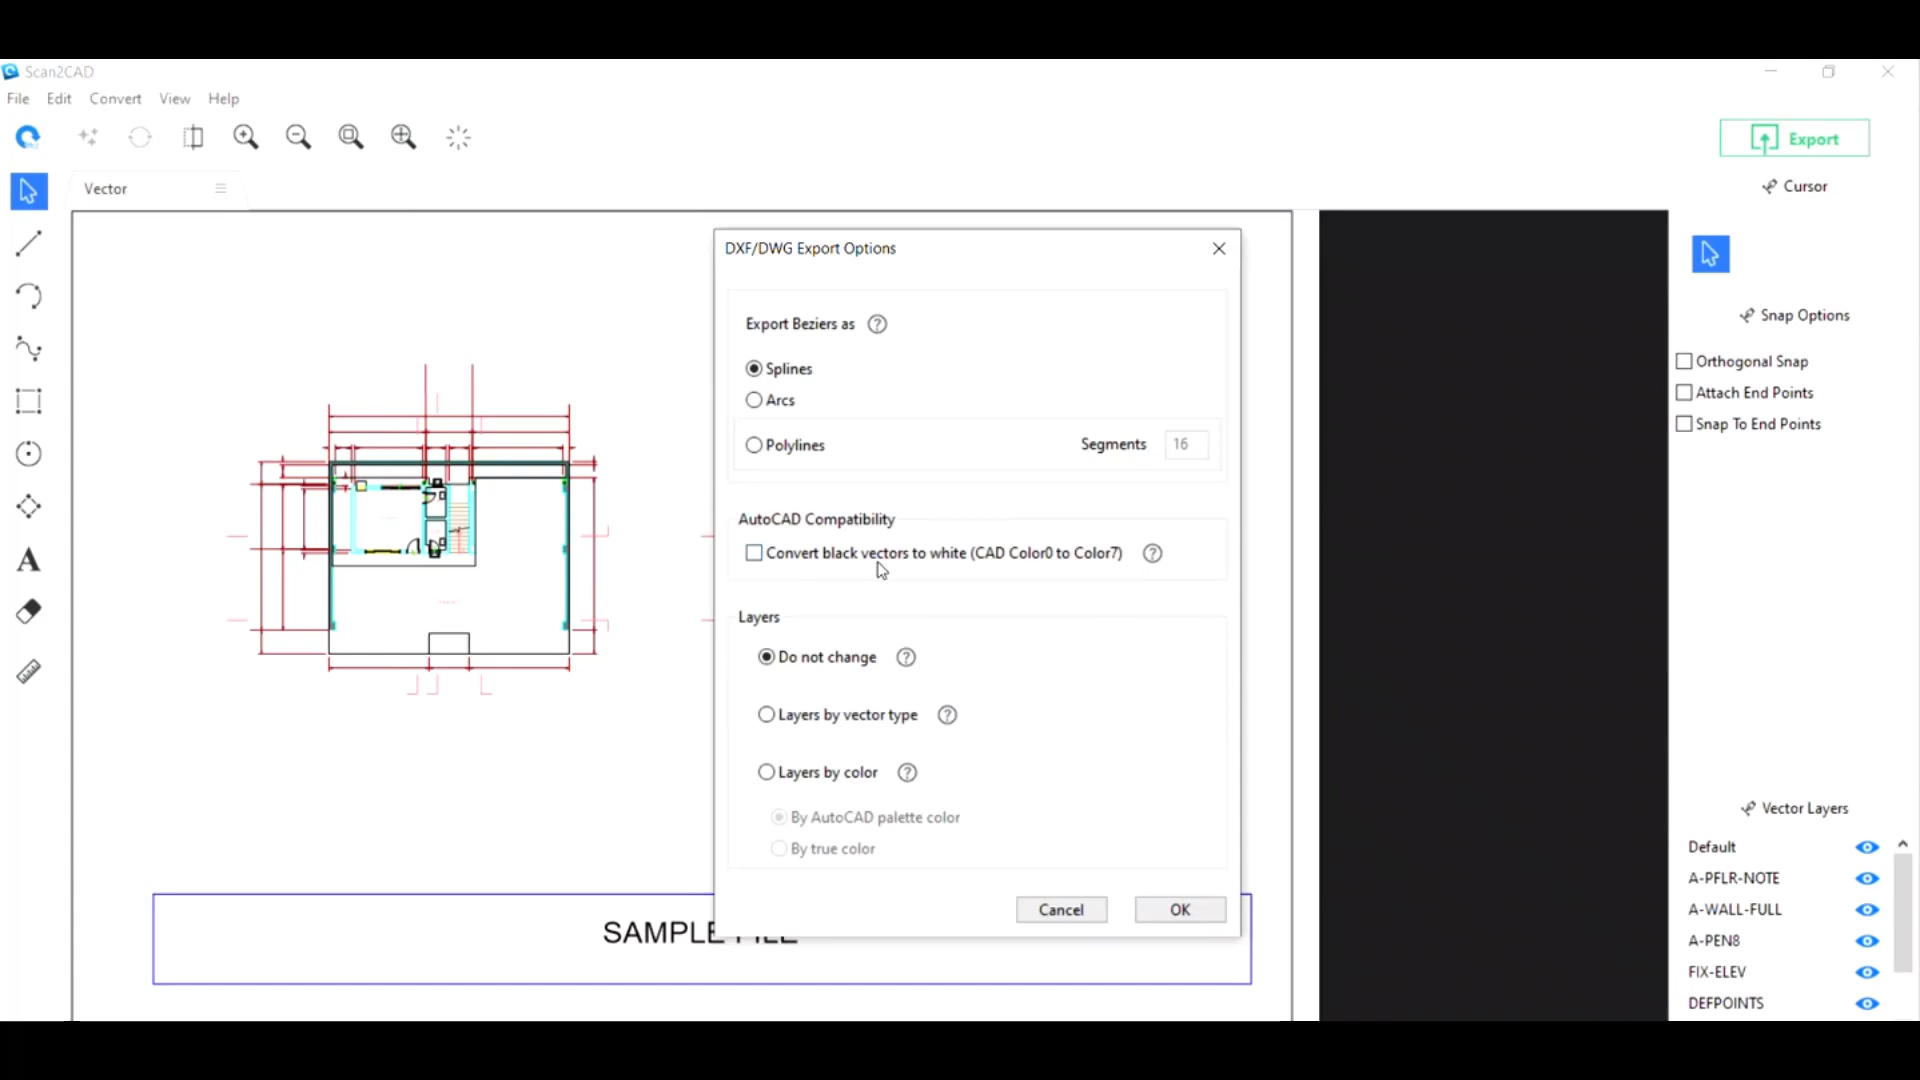 Scan2CAD
File Edit Convert View Help
Export
Vector
Cursor
DXF/DWG Export Options
Export Beziers as
Splines
Arcs
Polylines Segments 16
AutoCAD Compatibility
Convert black vectors to white (CAD Color0 to Color7)
Layers
Do not change
Layers by vector type
Layers by color
By AutoCAD palette color
By true color
Cancel OK
SAMPLE FILE
Snap Options
Orthogonal Snap
Attach End Points
Snap To End Points
Vector Layers
Default
A-PFLR-NOTE
A-WALL-FULL
A-PEN8
FIX-ELEV
DEFPOINTS